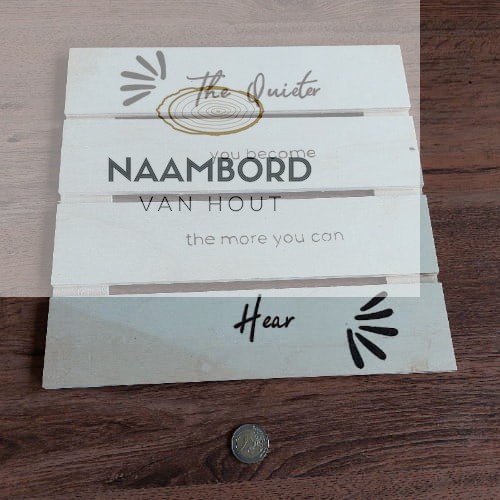 The Quieter
you become
NAAMBORD
VAN HOUT
the more you can
Hear